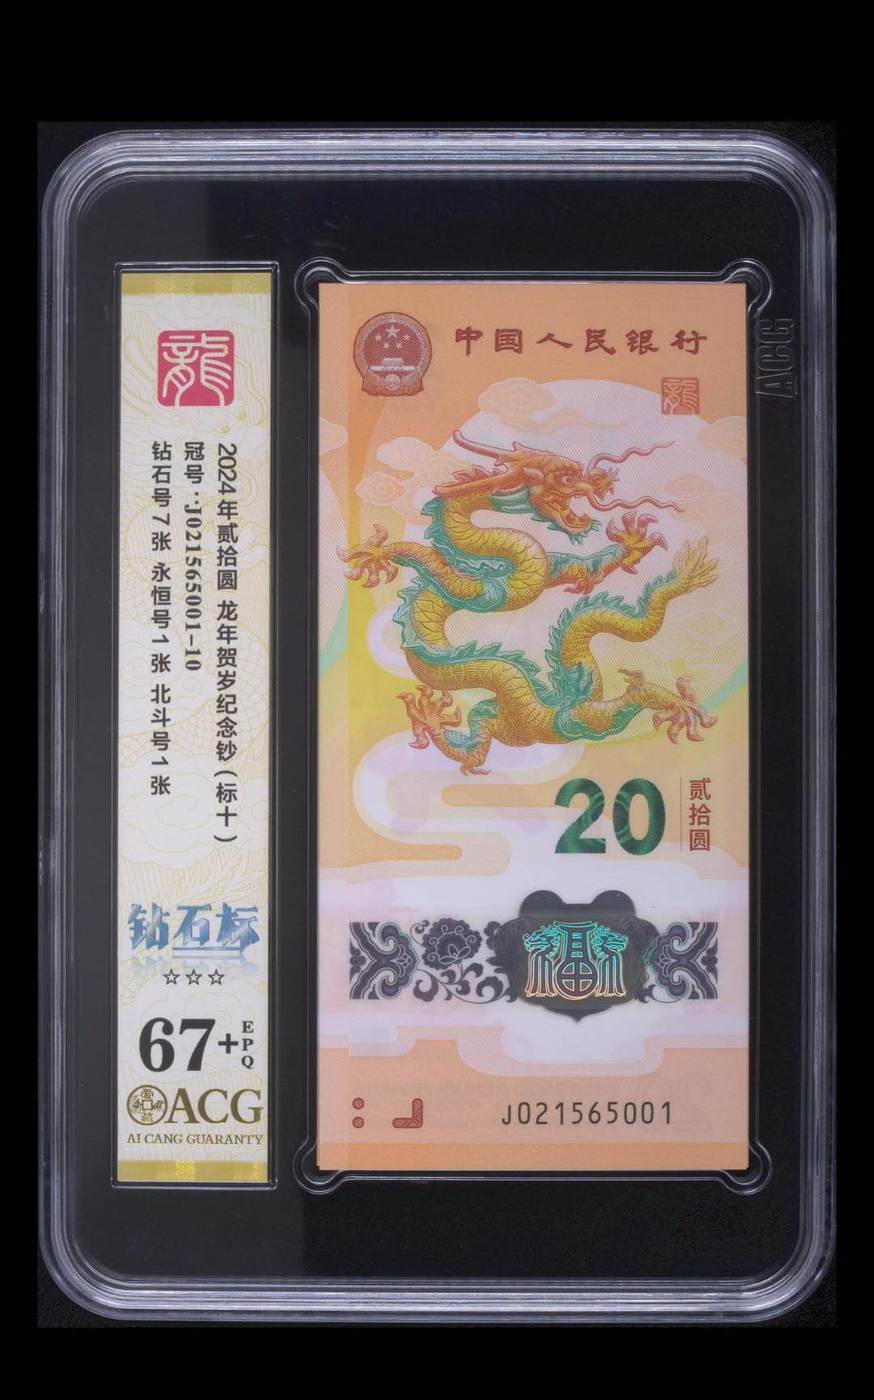 龍
2024年贰拾圆 龙年贺岁纪念钞(标十)
冠号:J021565001-10
钻石号7张 永恒号1张 北斗号1张
钻石标
☆☆☆
67+EPQ
ACG
AI CANG GUARANTY
中国人民银行
龍
20
贰拾圆
福
J021565001
ACG